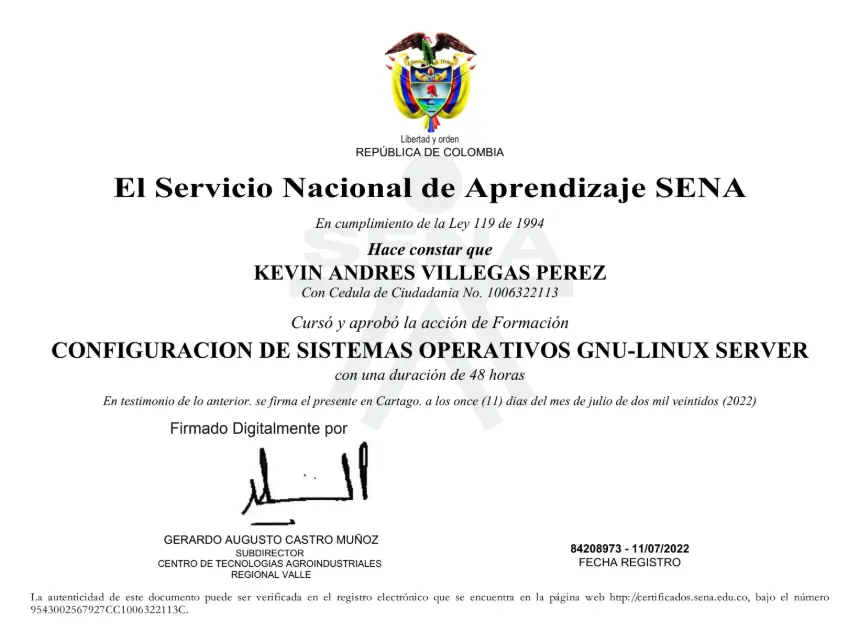 Libertad y orden
REPÚBLICA DE COLOMBIA
El Servicio Nacional de Aprendizaje SENA
En cumplimiento de la Ley 119 de 1994
SENA
Hace constar que
KEVIN ANDRES VILLEGAS PEREZ
Con Cedula de Ciudadania No. 1006322113
Cursó y aprobó la acción de Formación
CONFIGURACION DE SISTEMAS OPERATIVOS GNU-LINUX SERVER
con una duración de 48 horas
En testimonio de lo anterior. se firma el presente en Cartago. a los once (11) dias del mes de julio de dos mil veintidos (2022)
Firmado Digitalmente por
GERARDO AUGUSTO CASTRO MUÑOZ
SUBDIRECTOR
CENTRO DE TECNOLOGIAS AGROINDUSTRIALES
REGIONAL VALLE
84208973 - 11/07/2022
FECHA REGISTRO
La autenticidad de este documento puede ser verificada en el registro electrónico que se encuentra en la página web http://certificados.sena.edu.co, bajo el número
9543002567927CC1006322113C.